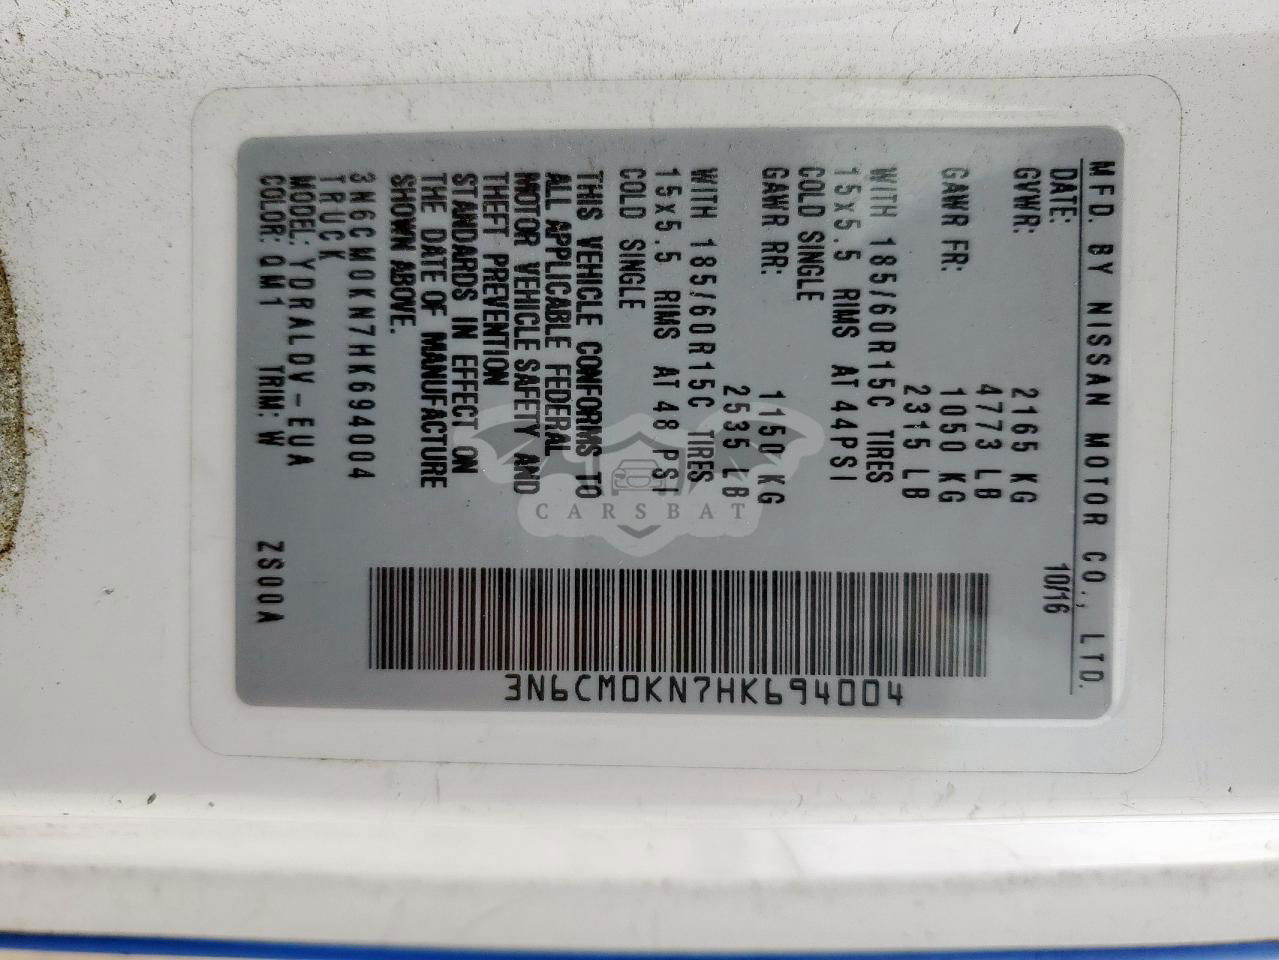 MFD. BY NISSAN MOTOR CO., LTD.
DATE: 10/16
GVWR: 2165 KG
4773 LB
GAWR FR: 1050 KG
2315 LB
WITH 185/60R15C TIRES
15x5.5 RIMS AT 44PSI
COLD SINGLE
GAWR RR: 1150 KG
2535 LB
WITH 185/60R15C TIRES
15x5.5 RIMS AT 48 PSI
COLD SINGLE
THIS VEHICLE CONFORMS TO
ALL APPLICABLE FEDERAL
MOTOR VEHICLE SAFETY AND
THEFT PREVENTION
STANDARDS IN EFFECT ON
THE DATE OF MANUFACTURE
SHOWN ABOVE.
3N6CM0KN7HK694004
TRUCK
MODEL: YDRALDV-EUA
COLOR: QM1 TRIM: W ZS00A
3N6CM0KN7HK694004
CARSBAT